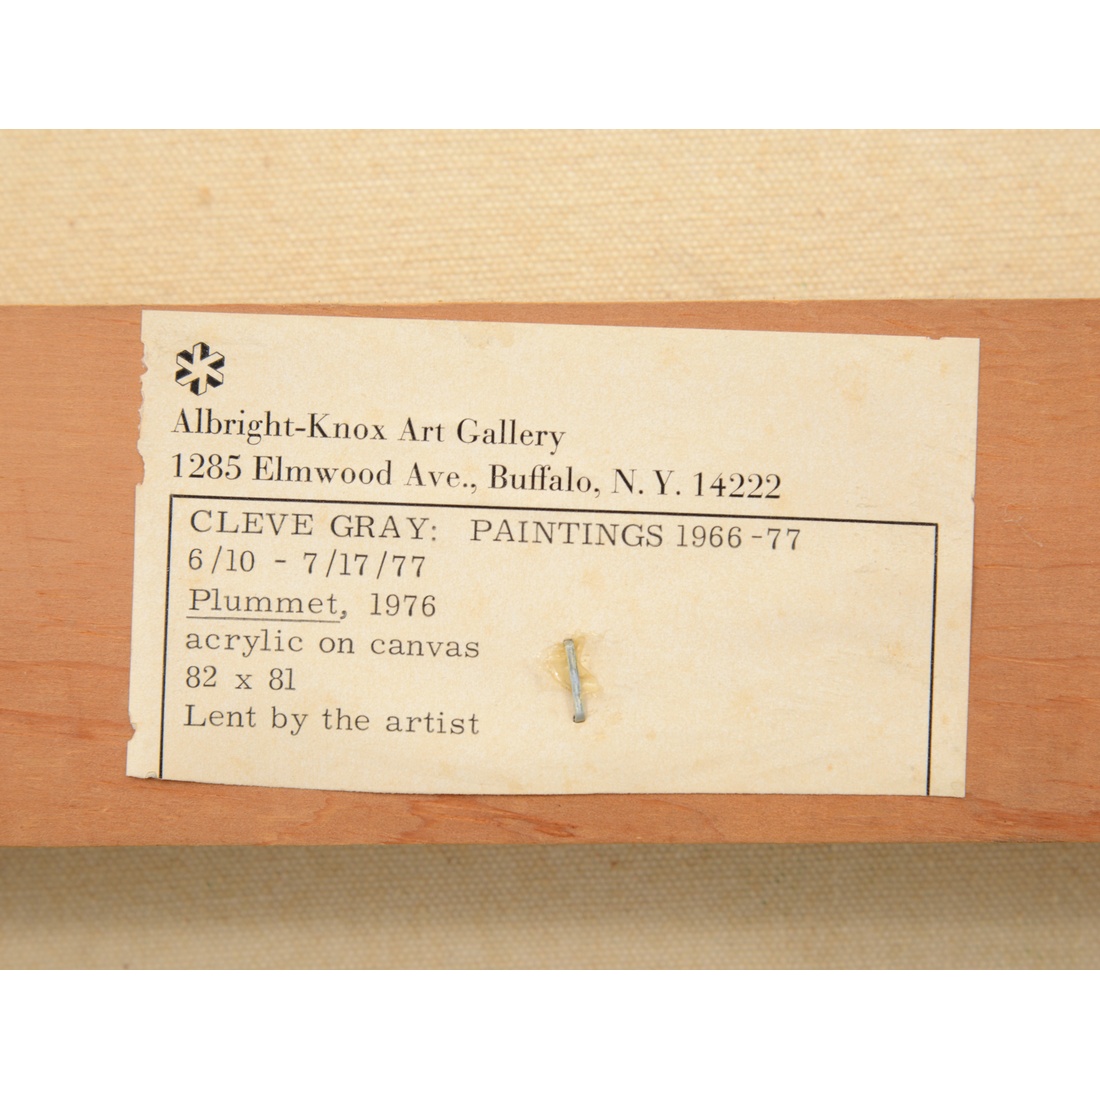 Albright-Knox Art Gallery
1285 Elmwood Ave., Buffalo, N. Y. 14222
CLEVE GRAY: PAINTINGS 1966-77
6/10 - 7/17/77
Plummet, 1976
acrylic on canvas
82 x 81
Lent by the artist